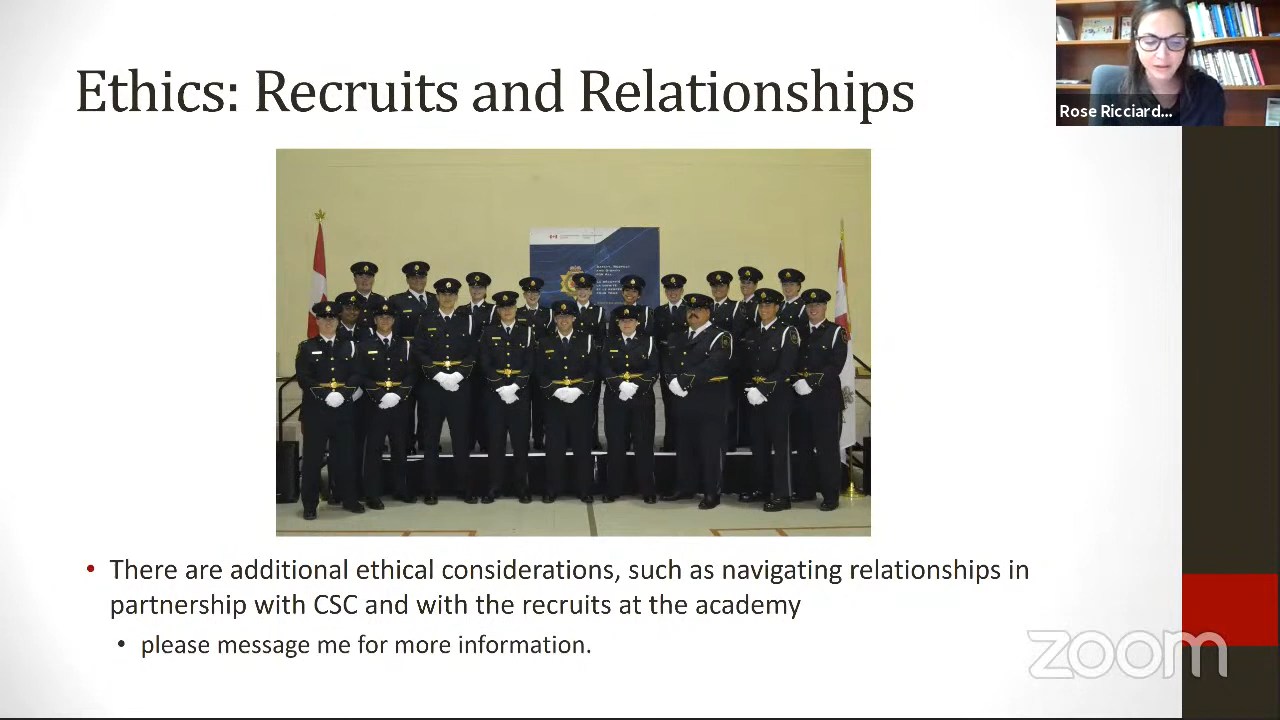 Ethics: Recruits and Relationships
Rose Ricciard...
There are additional ethical considerations, such as navigating relationships in
partnership with CSC and with the recruits at the academy
please message me for more information.
zoom